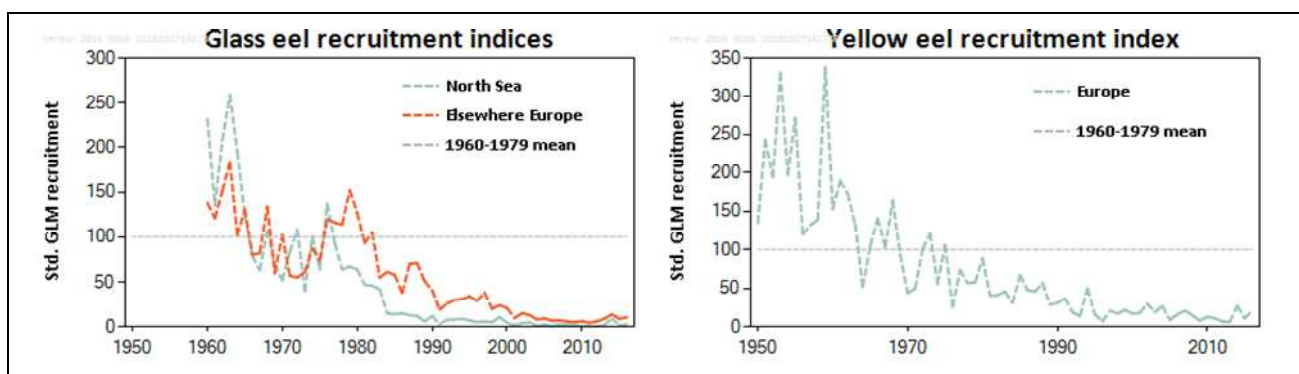 Glass eel recruitment indices
Std. GLM recruitment
300
250
200
150
100
50
0
1950
1960
1970
1980
1990
2000
2010
North Sea
Elsewhere Europe
1960-1979 mean
Yellow eel recruitment index
Std. GLM recruitment
350
300
250
200
150
100
50
0
1950
1970
1990
2010
Europe
1960-1979 mean